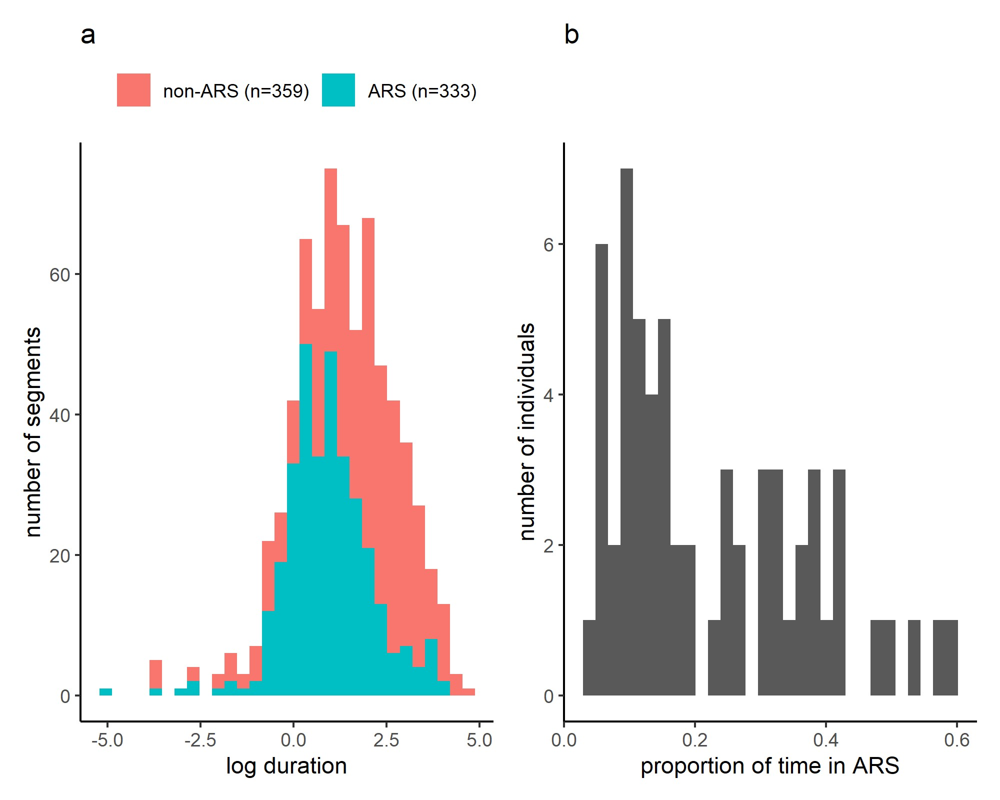 a
non-ARS (n=359)
ARS (n=333)
number of segments
60
40
20
0
-5.0
-2.5
0.0
2.5
5.0
log duration
b
number of individuals
6
4
2
0
0.0
0.2
0.4
0.6
proportion of time in ARS